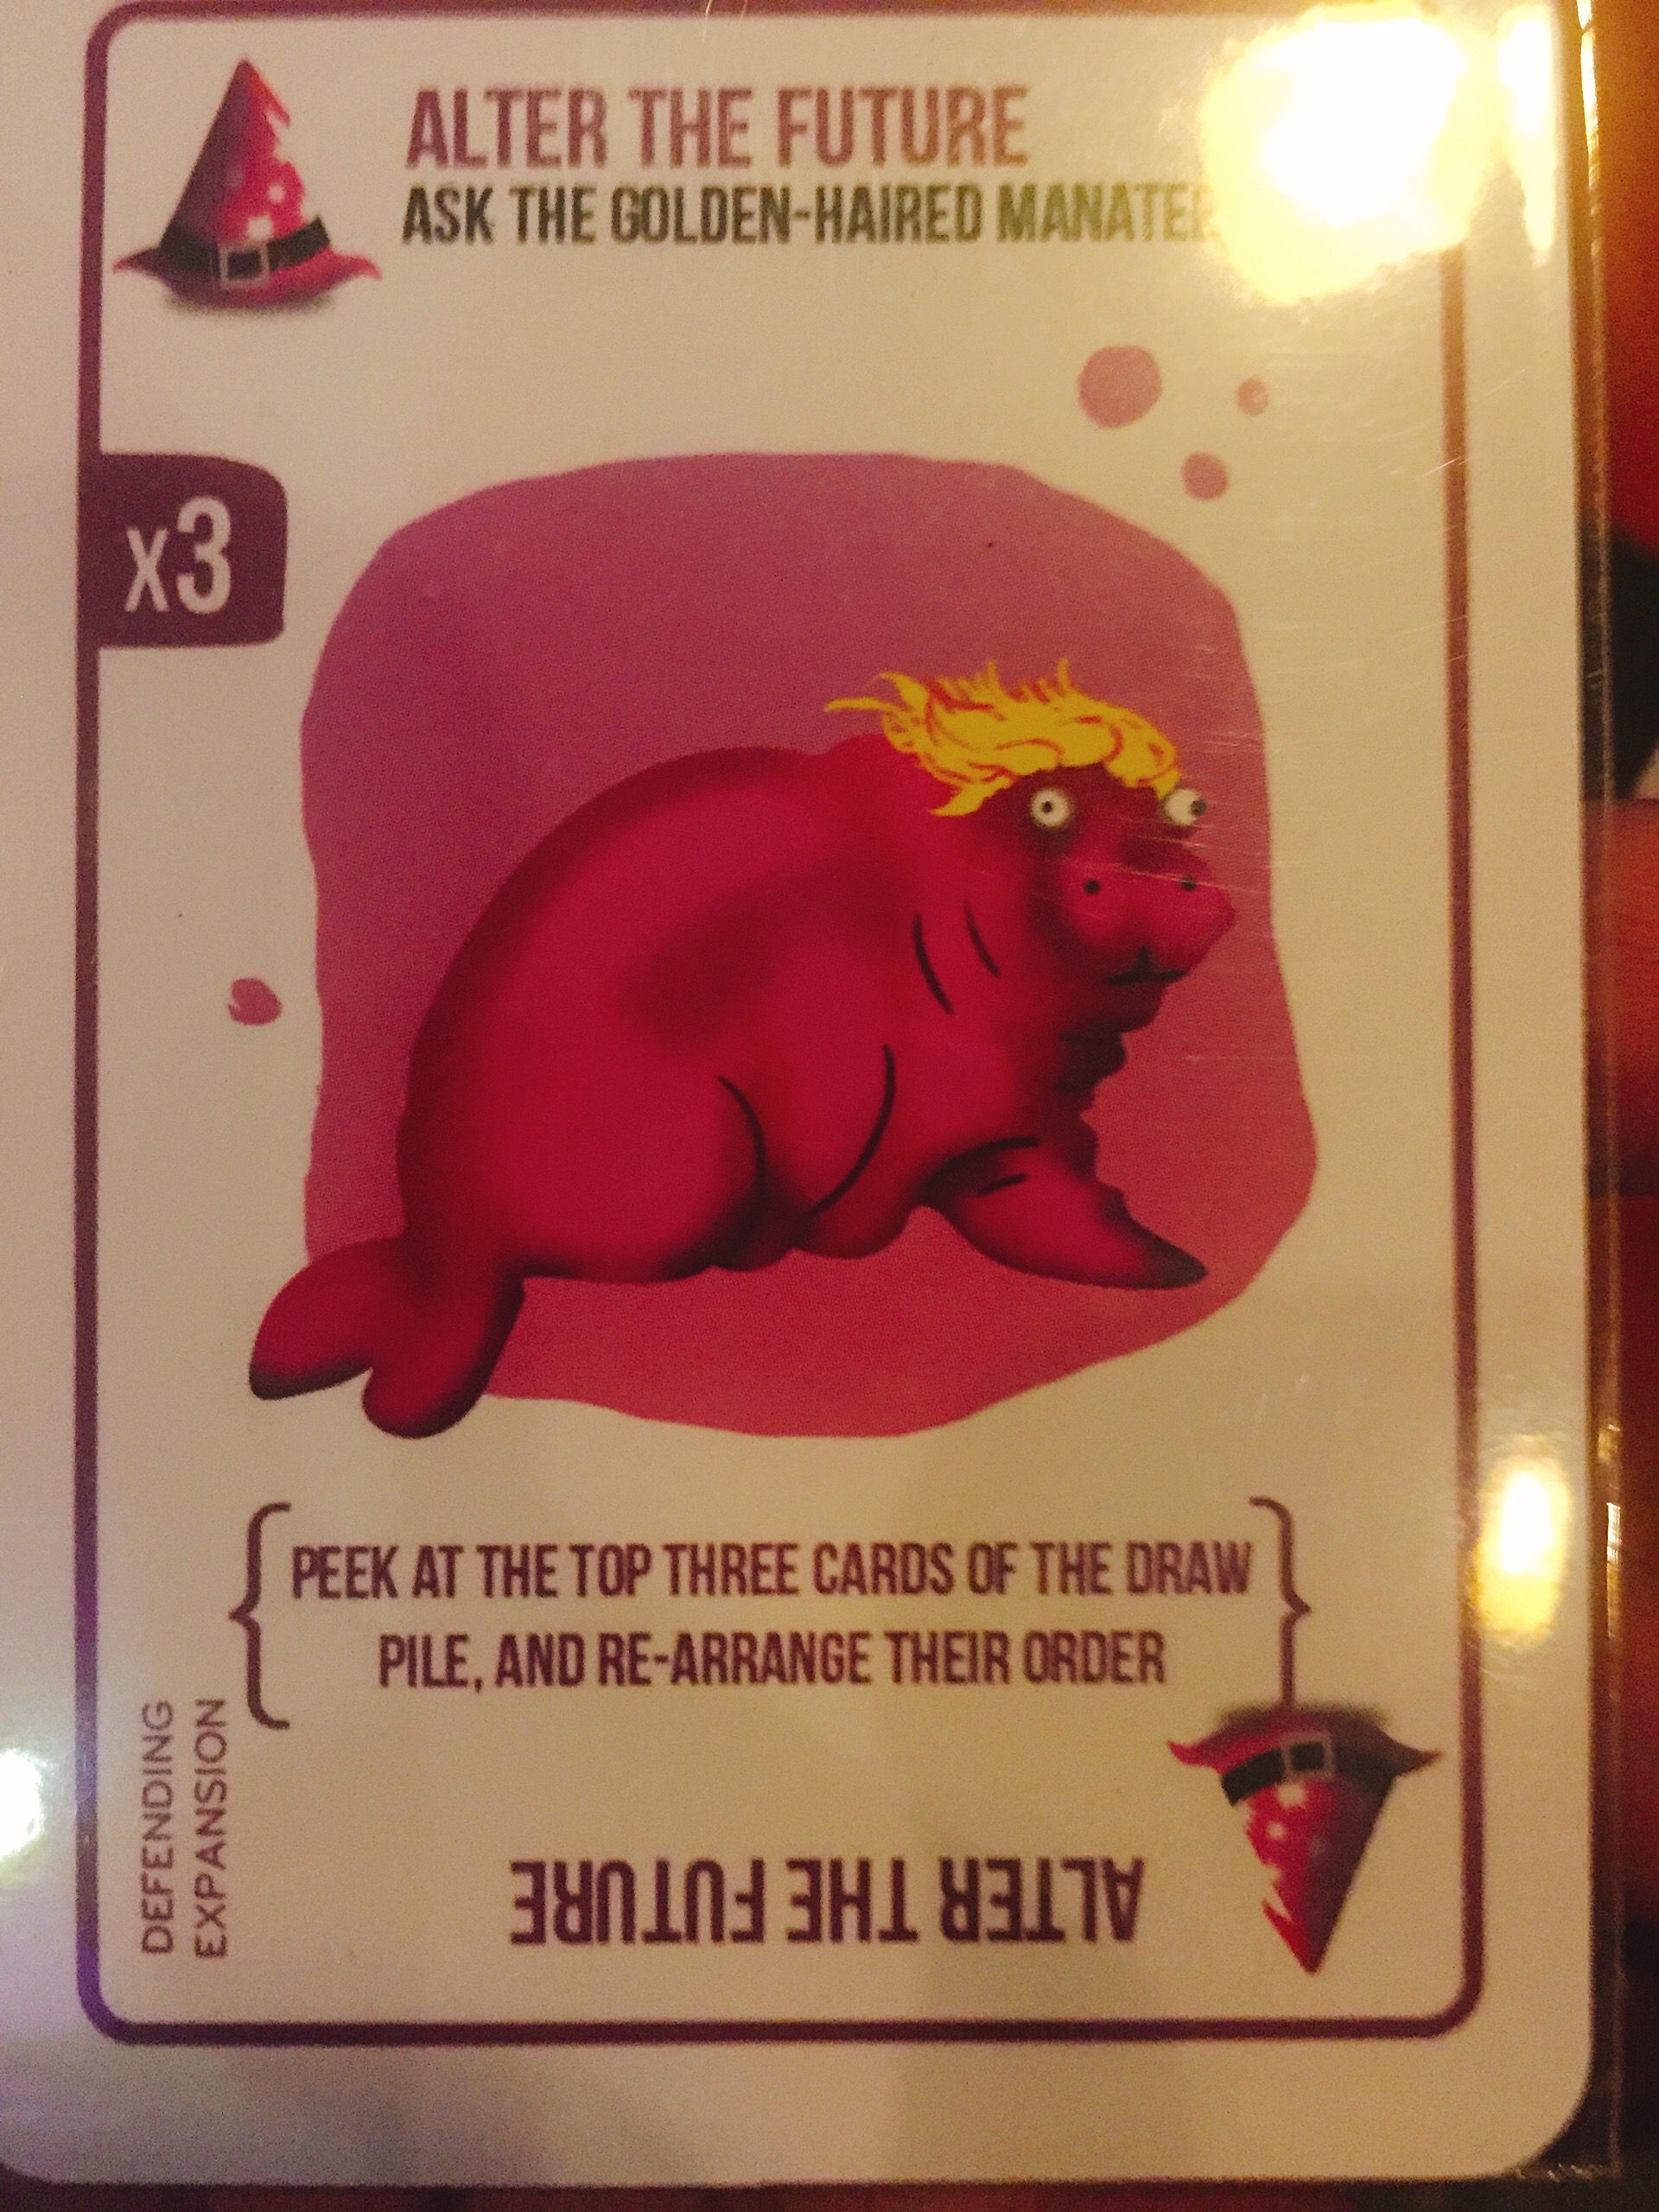 ALTER THE FUTURE
ASK THE GOLDEN-HAIRED MANATEE
x3
PEEK AT THE TOP THREE CARDS OF THE DRAW
PILE, AND RE-ARRANGE THEIR ORDER
DEFENDING
EXPANSION
ALTER THE FUTURE